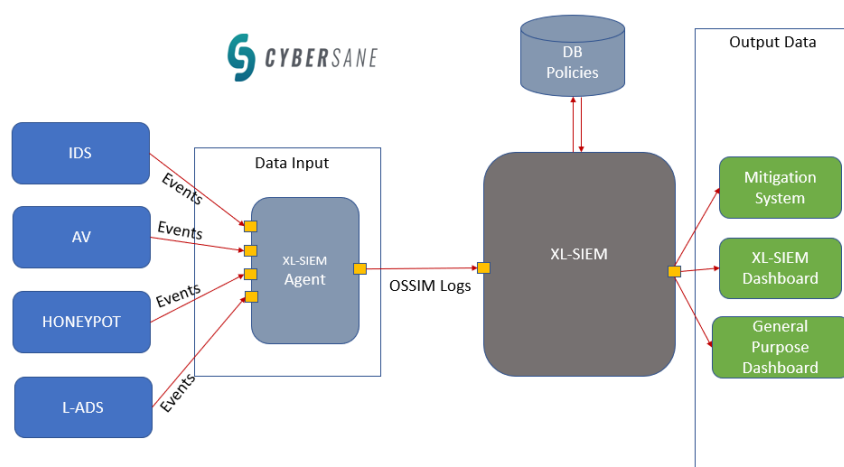 CYBERSANE
DB
Policies
Output Data
IDS
Data Input
Events
Mitigation
System
AV
Events
XL-SIEM
Agent
XL-SIEM
XL-SIEM
Dashboard
OSSIM Logs
HONEYPOT
Events
General
Purpose
Dashboard
L-ADS
Events